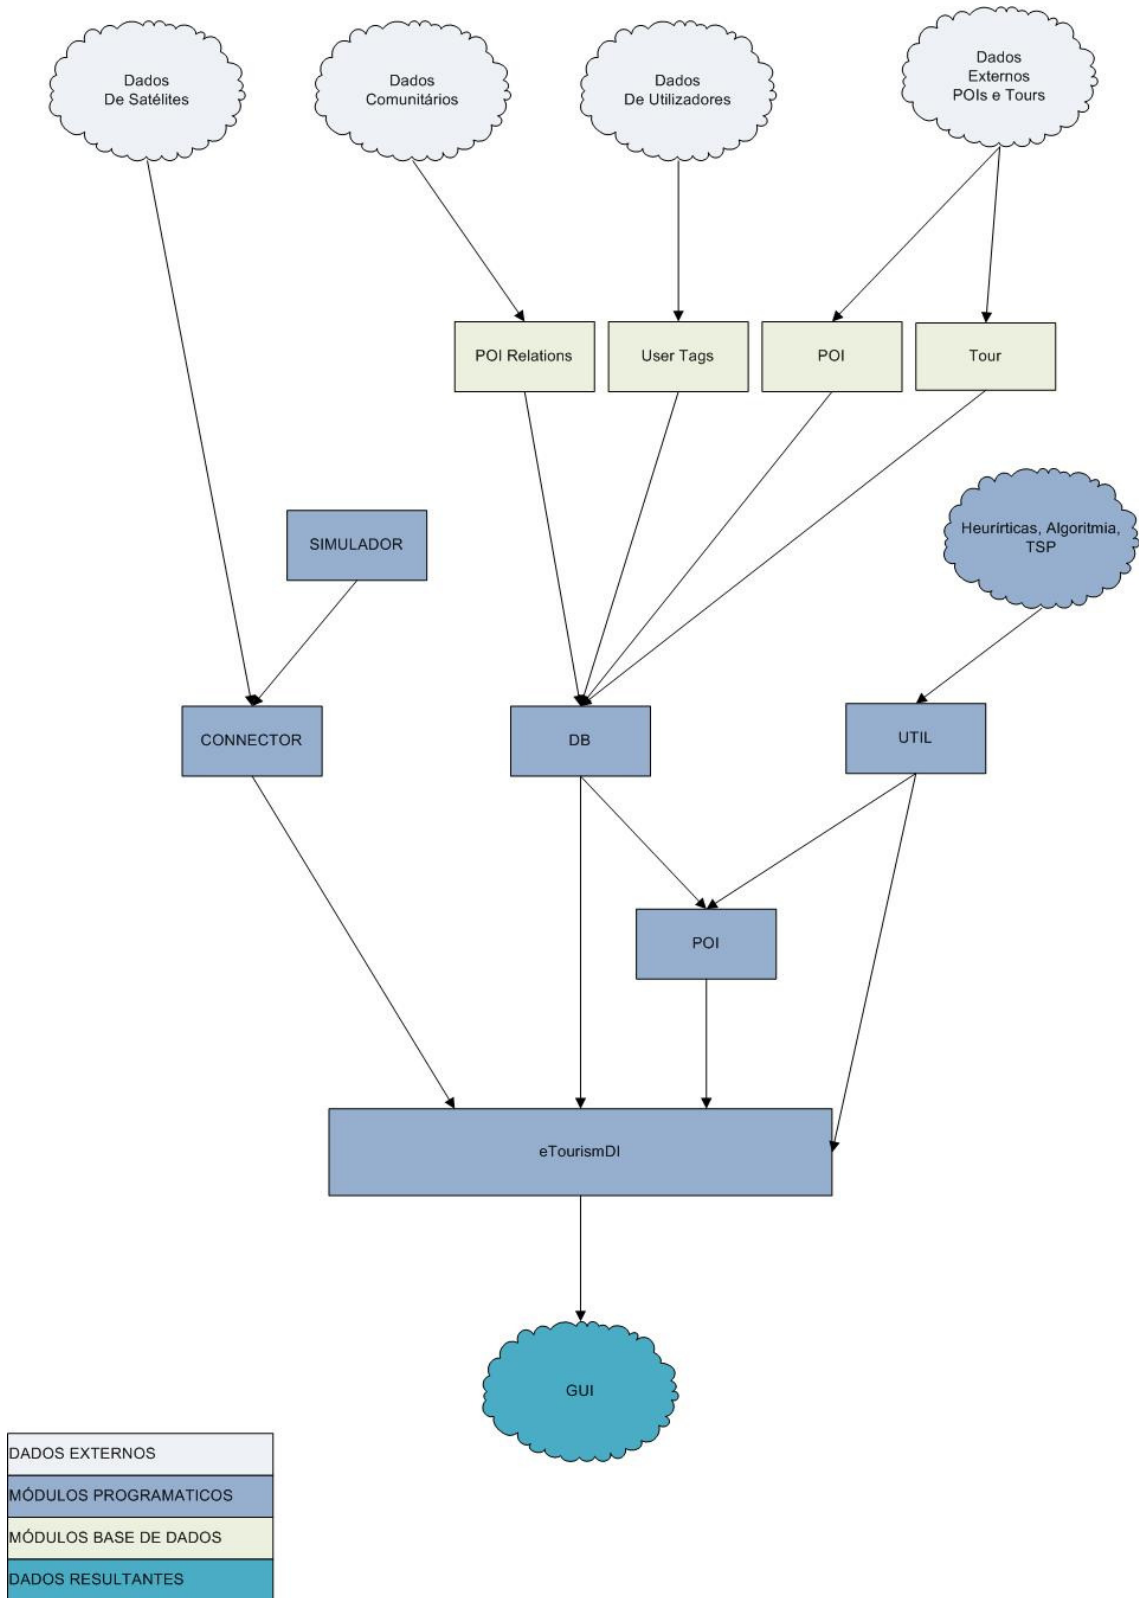 Dados
De Satélites
Dados
Comunitários
Dados
De Utilizadores
Dados
Externos
POIs e Tours
POI Relations
User Tags
POI
Tour
Heurírticas, Algoritmia,
TSP
SIMULADOR
CONNECTOR
DB
UTIL
POI
eTourismDI
GUI
DADOS EXTERNOS
MÓDULOS PROGRAMATICOS
MÓDULOS BASE DE DADOS
DADOS RESULTANTES